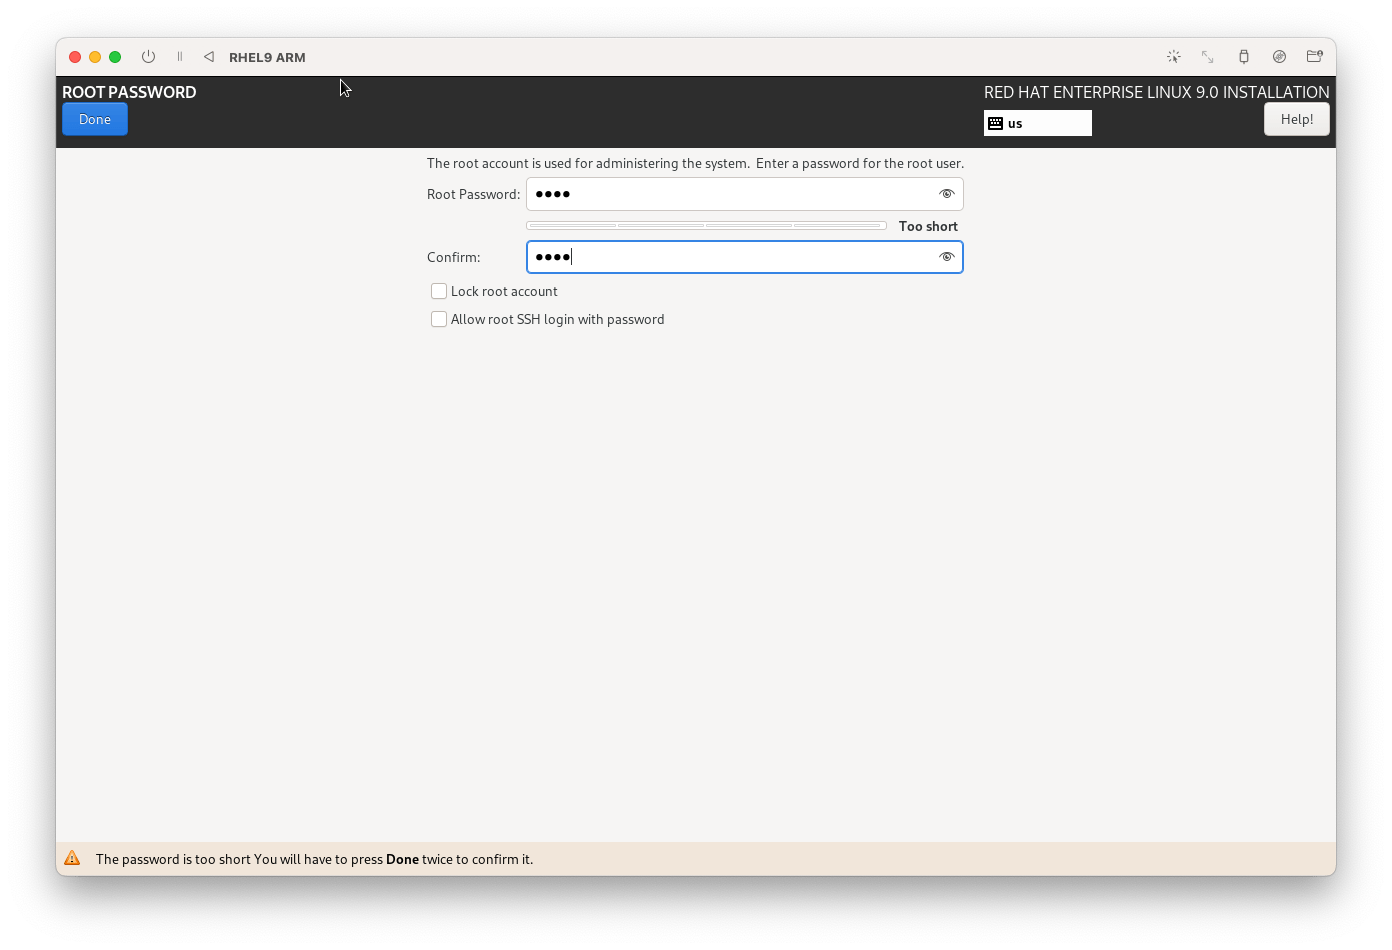 RHEL9 ARM
ROOT PASSWORD
RED HAT ENTERPRISE LINUX 9.0 INSTALLATION
Done
us
Help!
The root account is used for administering the system.  Enter a password for the root user.
Root Password: ●●●●
Too short
Confirm: ●●●●
Lock root account
Allow root SSH login with password
The password is too short You will have to press Done twice to confirm it.